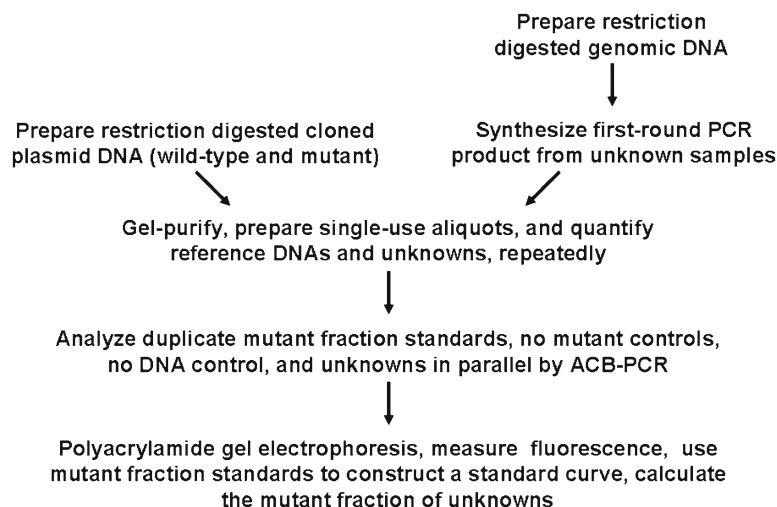 Prepare restriction
digested genomic DNA
Prepare restriction digested cloned
plasmid DNA (wild-type and mutant)
Synthesize first-round PCR
product from unknown samples
Gel-purify, prepare single-use aliquots, and quantify
reference DNAs and unknowns, repeatedly
Analyze duplicate mutant fraction standards, no mutant controls,
no DNA control, and unknowns in parallel by ACB-PCR
Polyacrylamide gel electrophoresis, measure fluorescence, use
mutant fraction standards to construct a standard curve, calculate
the mutant fraction of unknowns